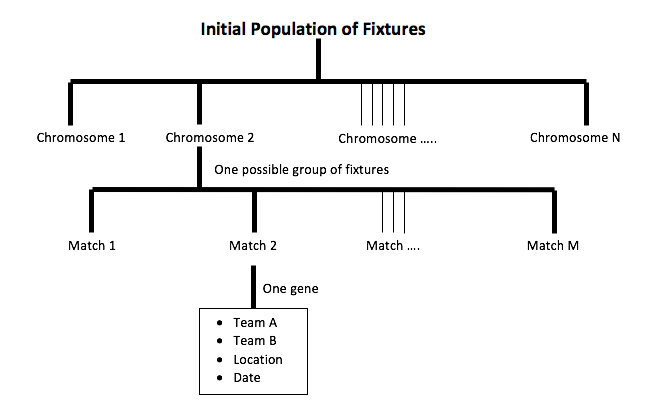 Initial Population of Fixtures
Chromosome 1
Chromosome 2
Chromosome .....
Chromosome N
One possible group of fixtures
Match 1
Match 2
Match ....
Match M
One gene
• Team A
• Team B
• Location
• Date